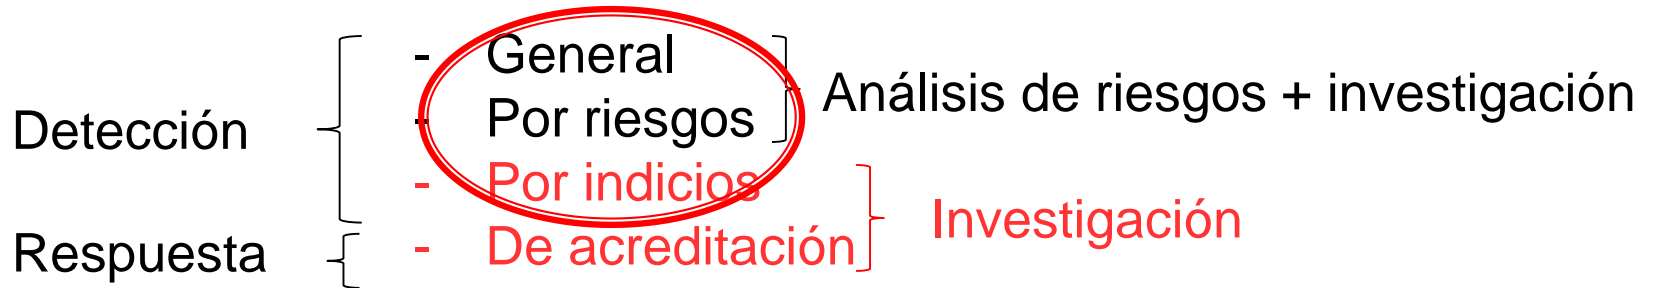 - General
- Por riesgos
Análisis de riesgos + investigación
Detección
- Por indicios
Investigación
Respuesta
- De acreditación